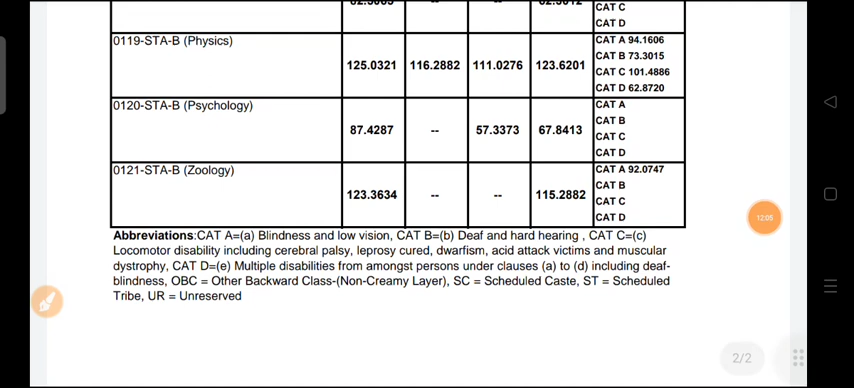 CAT C
CAT D
0119-STA-B (Physics)
125.0321 116.2882 111.0276 123.6201
CAT A 94.1606
CAT B 73.3015
CAT C 101.4886
CAT D 62.8720
0120-STA-B (Psychology)
87.4287 -- 57.3373 67.8413
CAT A
CAT B
CAT C
CAT D
0121-STA-B (Zoology)
123.3634 -- -- 115.2882
CAT A 92.0747
CAT B
CAT C
CAT D
Abbreviations:CAT A=(a) Blindness and low vision, CAT B=(b) Deaf and hard hearing , CAT C=(c)
Locomotor disability including cerebral palsy, leprosy cured, dwarfism, acid attack victims and muscular
dystrophy, CAT D=(e) Multiple disabilities from amongst persons under clauses (a) to (d) including deaf-
blindness, OBC = Other Backward Class-(Non-Creamy Layer), SC = Scheduled Caste, ST = Scheduled
Tribe, UR = Unreserved
12:05
2/2